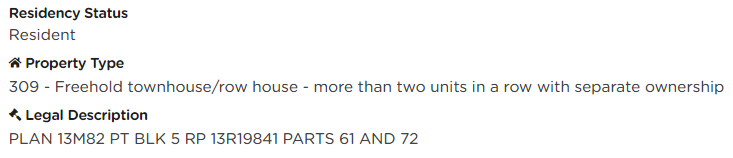 Residency Status
Resident
Property Type
309 - Freehold townhouse/row house - more than two units in a row with separate ownership
Legal Description
PLAN 13M82 PT BLK 5 RP 13R19841 PARTS 61 AND 72